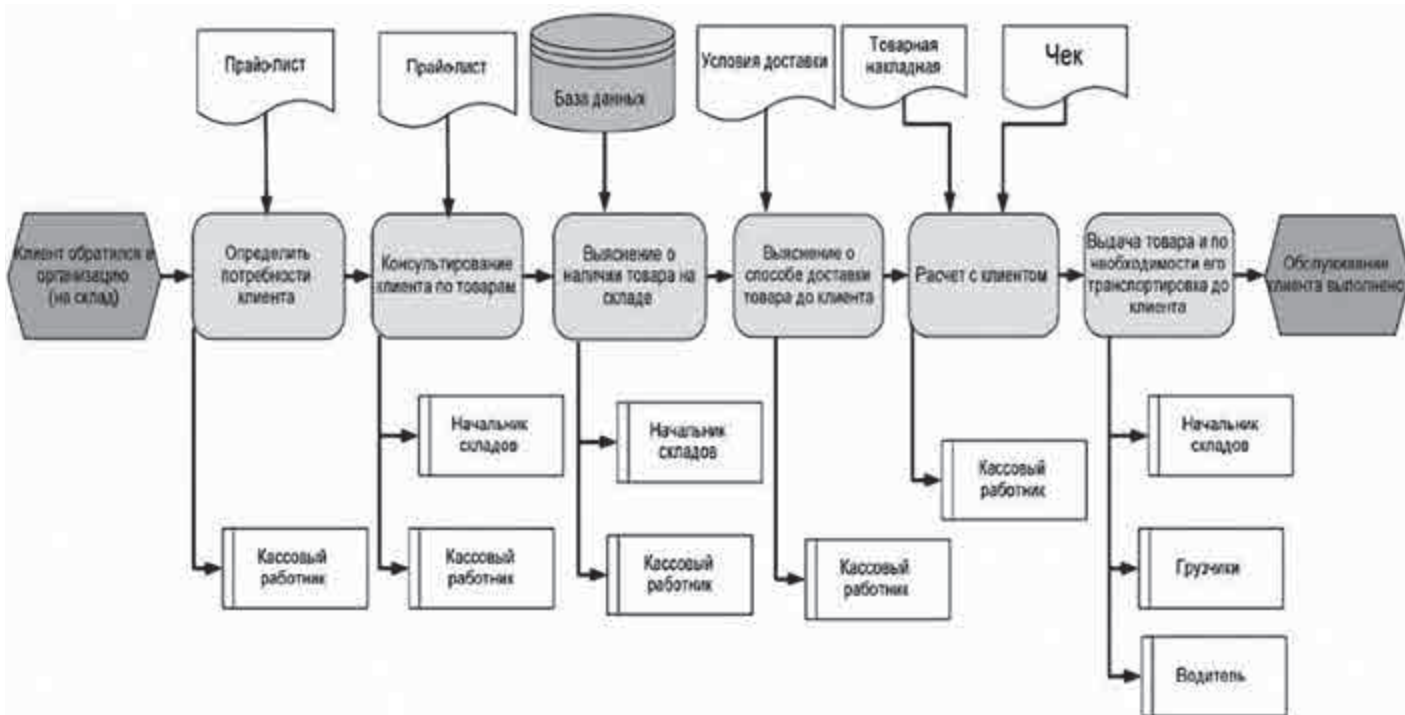 Прайс-лист
Прайс-лист
База данных
Условия доставки
Товарная
накладная
Чек
Клиент обратился в
организацию
(на склад)
Определить
потребности
клиента
Консультирование
клиента по товарам
Выяснение о
наличии товара на
складе
Выяснение о
способе доставки
товара до клиента
Расчет с клиентом
Выдача товара и по
необходимости его
транспортировка до
клиента
Обслуживание
клиента выполнено
Начальник
складов
Начальник
складов
Начальник
складов
Кассовый
работник
Кассовый
работник
Кассовый
работник
Кассовый
работник
Кассовый
работник
Грузчики
Водитель